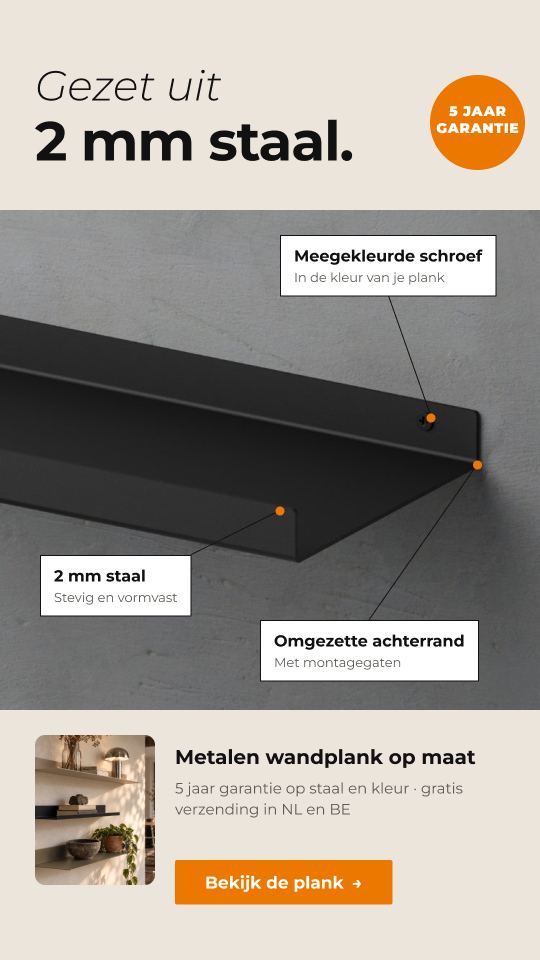 Gezet uit
2 mm staal.
5 JAAR
GARANTIE
Meegekleurde schroef
In de kleur van je plank
2 mm staal
Stevig en vormvast
Omgezette achterrand
Met montagegaten
Metalen wandplank op maat
5 jaar garantie op staal en kleur · gratis
verzending in NL en BE
Bekijk de plank →